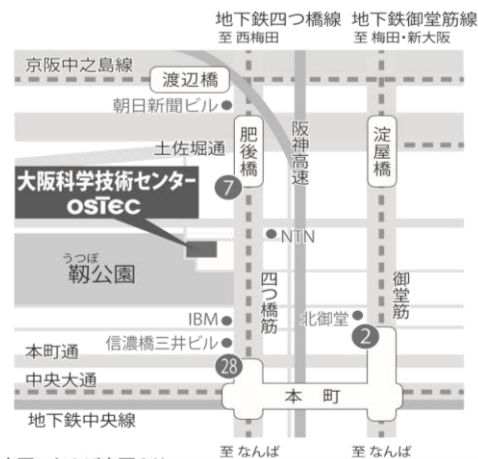 地下鉄四つ橋線 地下鉄御堂筋線
至 西梅田 至 梅田・新大阪
京阪中之島線
渡辺橋
朝日新聞ビル
土佐堀通
肥後橋
阪神高速
淀屋橋
大阪科学技術センター
OSTEC
7
NTN
うつぼ
靱公園
四つ橋筋
御堂筋
IBM
北御堂
2
信濃橋三井ビル
本町通
28
中央大通
本町
地下鉄中央線
至 なんば 至 なんば